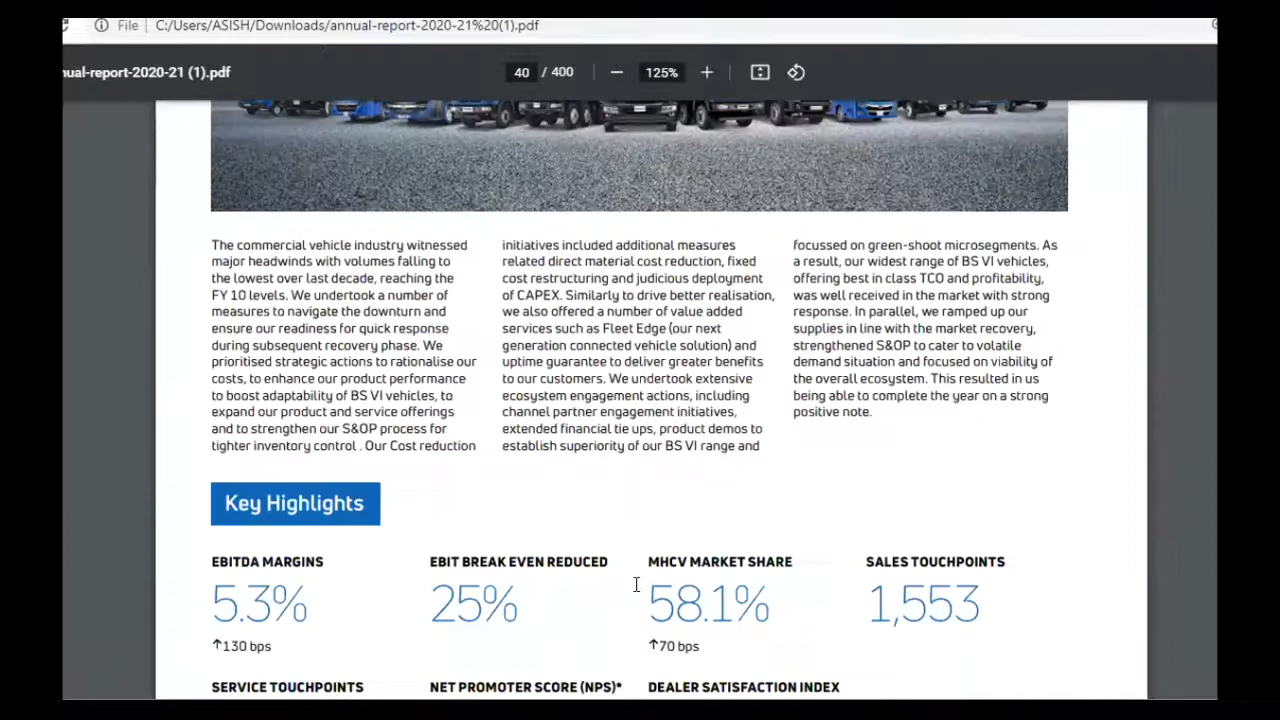 File
C:/Users/ASISH/Downloads/annual-report-2020-21%20(1).pdf
nual-report-2020-21 (1).pdf
40 / 400
125%
The commercial vehicle industry witnessed
major headwinds with volumes falling to
the lowest over last decade, reaching the
FY 10 levels. We undertook a number of
measures to navigate the downturn and
ensure our readiness for quick response
during subsequent recovery phase. We
prioritised strategic actions to rationalise our
costs, to enhance our product performance
to boost adaptability of BS VI vehicles, to
expand our product and service offerings
and to strengthen our S&OP process for
tighter inventory control . Our Cost reduction
initiatives included additional measures
related direct material cost reduction, fixed
cost restructuring and judicious deployment
of CAPEX. Similarly to drive better realisation,
we also offered a number of value added
services such as Fleet Edge (our next
generation connected vehicle solution) and
uptime guarantee to deliver greater benefits
to our customers. We undertook extensive
ecosystem engagement actions, including
channel partner engagement initiatives,
extended financial tie ups, product demos to
establish superiority of our BS VI range and
focussed on green-shoot microsegments. As
a result, our widest range of BS VI vehicles,
offering best in class TCO and profitability,
was well received in the market with strong
response. In parallel, we ramped up our
supplies in line with the market recovery,
strengthened S&OP to cater to volatile
demand situation and focused on viability of
the overall ecosystem. This resulted in us
being able to complete the year on a strong
positive note.
Key Highlights
EBITDA MARGINS
5.3%
↑130 bps
EBIT BREAK EVEN REDUCED
25%
MHCV MARKET SHARE
58.1%
↑70 bps
SALES TOUCHPOINTS
1,553
SERVICE TOUCHPOINTS
NET PROMOTER SCORE (NPS)*
DEALER SATISFACTION INDEX